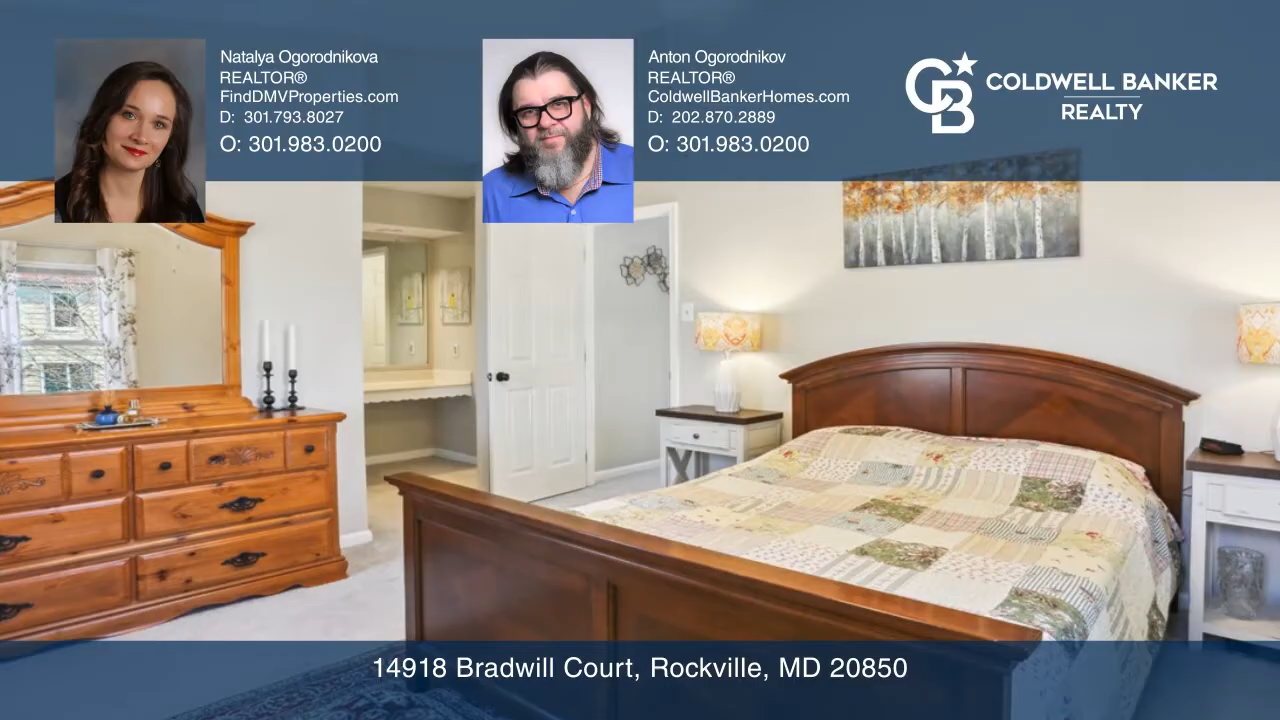 Natalya Ogorodnikova
REALTOR®
FindDMVProperties.com
D: 301.793.8027
O: 301.983.0200
Anton Ogorodnikov
REALTOR®
ColdwellBankerHomes.com
D: 202.870.2889
O: 301.983.0200
CB
COLDWELL BANKER
REALTY
14918 Bradwill Court, Rockville, MD 20850